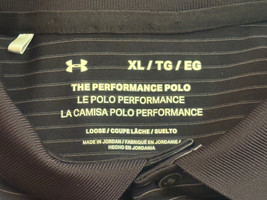 XL / TG / EG
THE PERFORMANCE POLO
LE POLO PERFORMANCE
LA CAMISA POLO PERFORMANCE
LOOSE / COUPE LÂCHE / SUELTO
MADE IN JORDAN / FABRIQUÉ EN JORDANIE /
HECHO EN JORDANIA